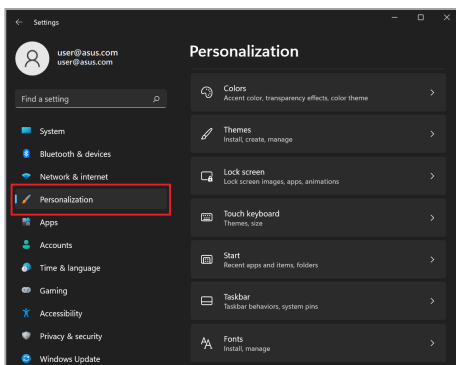 Settings
user@asus.com
user@asus.com
Find a setting
System
Bluetooth & devices
Network & internet
Personalization
Apps
Accounts
Time & language
Gaming
Accessibility
Privacy & security
Windows Update
Personalization
Colors
Accent color, transparency effects, color theme
Themes
Install, create, manage
Lock screen
Lock screen images, apps, animations
Touch keyboard
Themes, size
Start
Recent apps and items, folders
Taskbar
Taskbar behaviors, system pins
Fonts
Install, manage